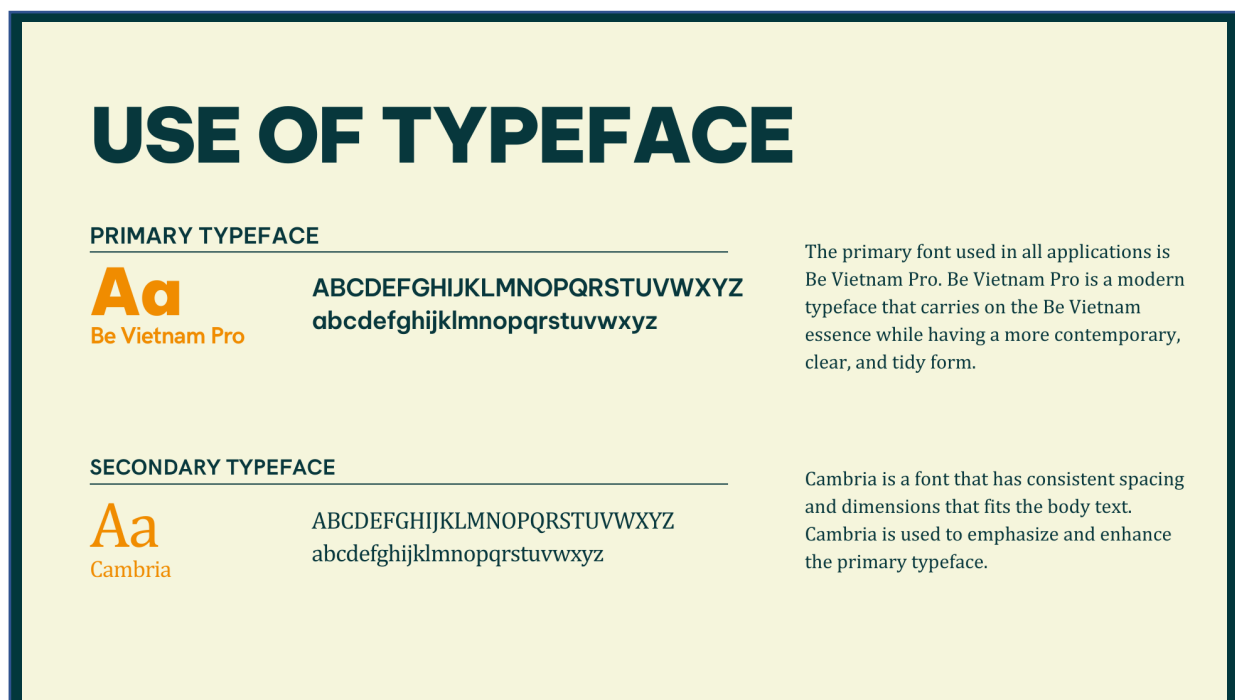 USE OF TYPEFACE
PRIMARY TYPEFACE
Aa
Be Vietnam Pro
ABCDEFGHIJKLMNOPQRSTUVWXYZ
abcdefghijklmnopqrstuvwxyz
The primary font used in all applications is
Be Vietnam Pro. Be Vietnam Pro is a modern
typeface that carries on the Be Vietnam
essence while having a more contemporary,
clear, and tidy form.
SECONDARY TYPEFACE
Aa
Cambria
ABCDEFGHIJKLMNOPQRSTUVWXYZ
abcdefghijklmnopqrstuvwxyz
Cambria is a font that has consistent spacing
and dimensions that fits the body text.
Cambria is used to emphasize and enhance
the primary typeface.